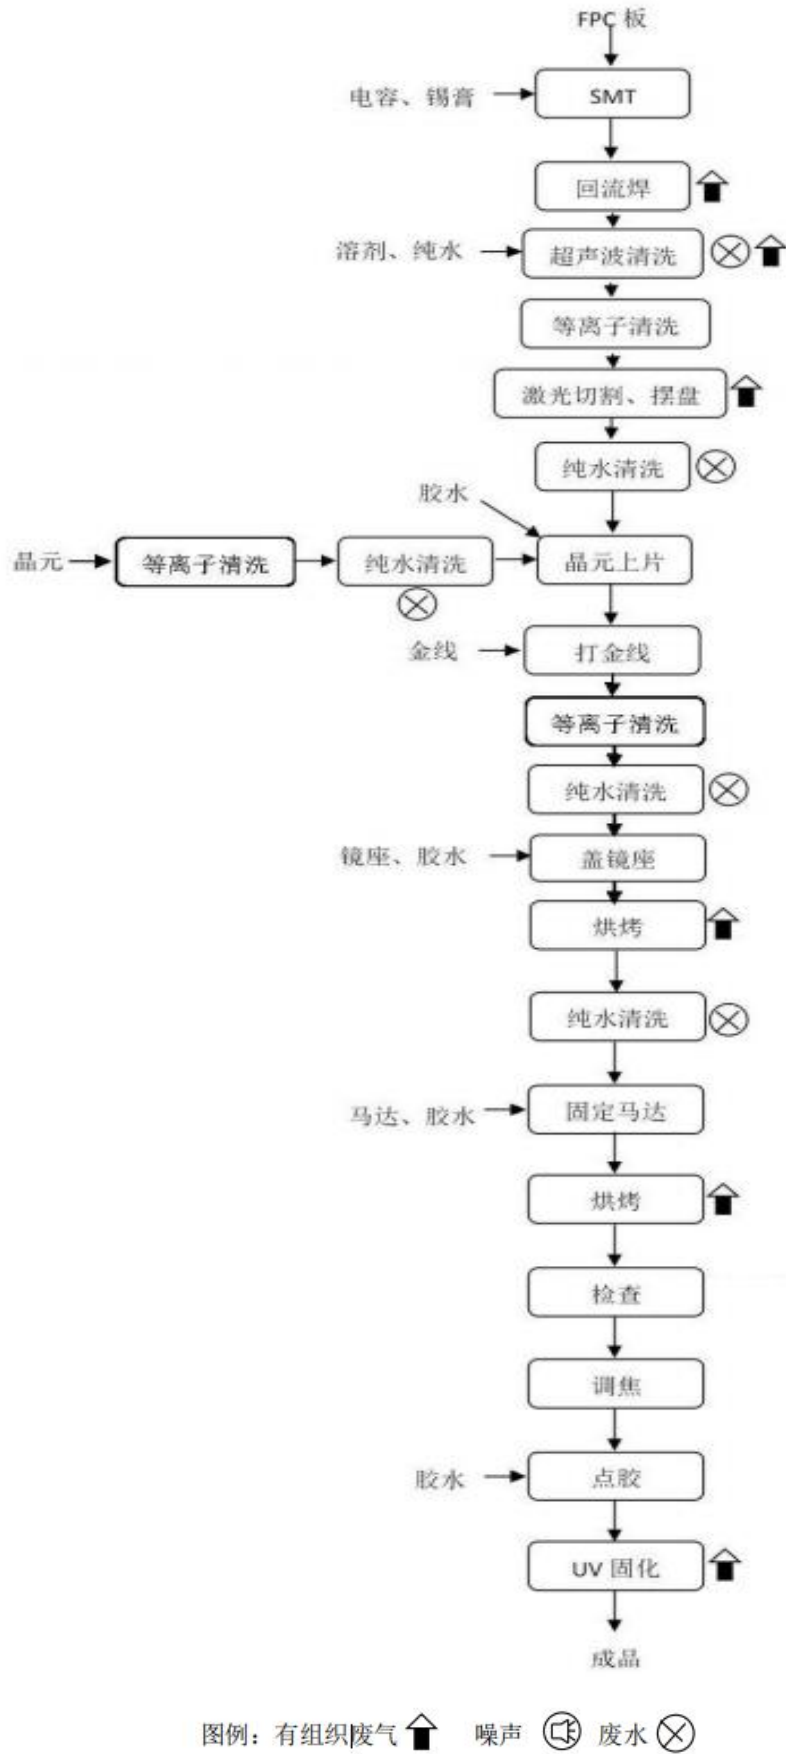 FPC 板
电容、锡膏
SMT
回流焊
溶剂、纯水
超声波清洗
等离子清洗
激光切割、摆盘
纯水清洗
胶水
晶元
等离子清洗
纯水清洗
晶元上片
金线
打金线
等离子清洗
纯水清洗
镜座、胶水
盖镜座
烘烤
纯水清洗
马达、胶水
固定马达
烘烤
检查
调焦
胶水
点胶
UV 固化
成品
图例：有组织废气 噪声 废水